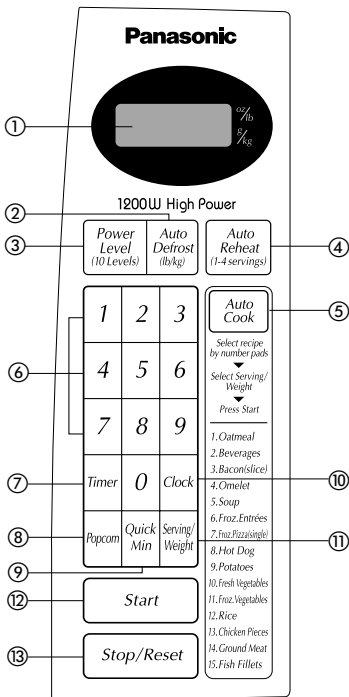 Panasonic
①
oz/lb
g/kg
1200W High Power
②
③
Power
Level
(10 Levels)
Auto
Defrost
(lb/kg)
Auto
Reheat
(1-4 servings)
④
Auto
Cook
⑤
Select recipe
by number pads
Select Serving/
Weight
Press Start
1 2 3
4 5 6
7 8 9
⑥
⑦
Timer 0 Clock
⑩
⑧
Popcorn
Quick
Min
Serving/
Weight
⑪
⑨
⑫
Start
⑬
Stop/Reset
1.Oatmeal
2.Beverages
3.Bacon(slice)
4.Omelet
5.Soup
6.Froz.Entrées
7.Froz.Pizza(single)
8.Hot Dog
9.Potatoes
10.Fresh Vegetables
11.Froz.Vegetables
12.Rice
13.Chicken Pieces
14.Ground Meat
15.Fish Fillets